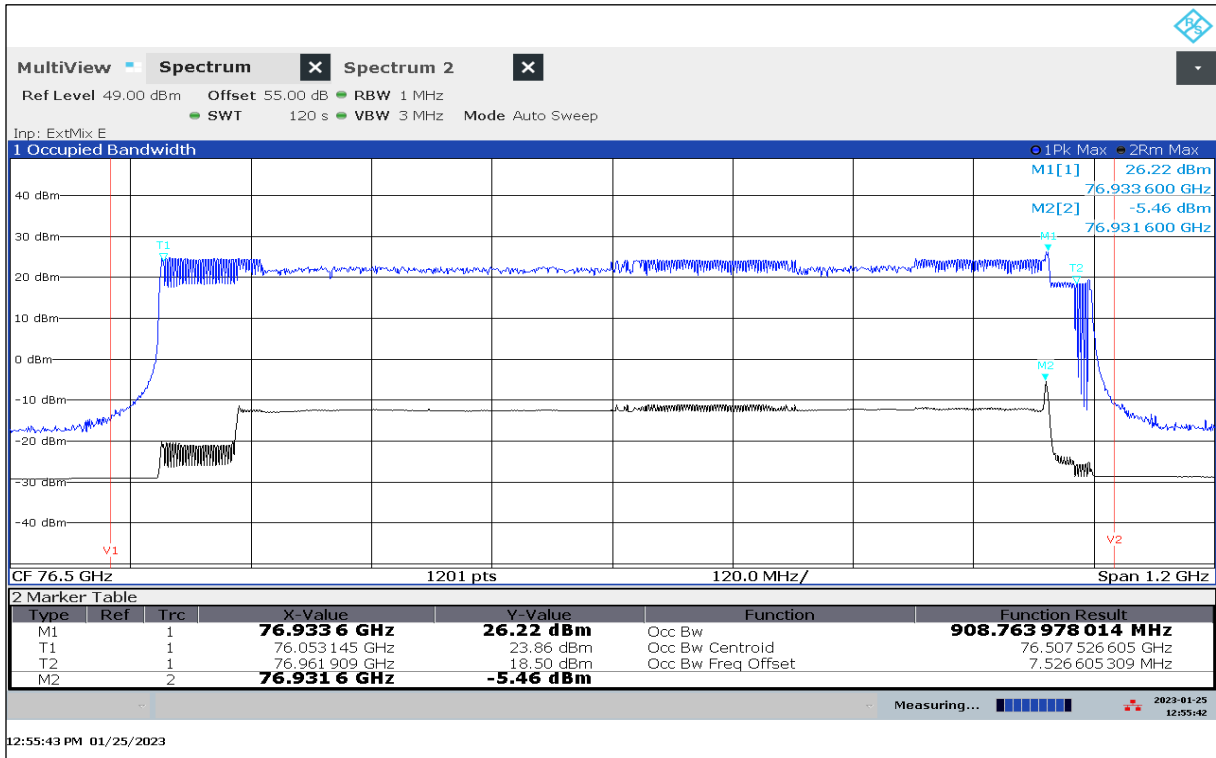 R&S
MultiView Spectrum X Spectrum 2 X
Ref Level 49.00 dBm Offset 55.00 dB RBW 1 MHz
SWT 120 s VBW 3 MHz Mode Auto Sweep
Inp: ExtMix E
1 Occupied Bandwidth 1Pk Max 2Rm Max
M1[1] 26.22 dBm
76.933 600 GHz
M2[2] -5.46 dBm
76.931 600 GHz
40 dBm
30 dBm
T1
M1
20 dBm
T2
10 dBm
0 dBm
M2
-10 dBm
-20 dBm
-30 dBm
-40 dBm
V1
V2
CF 76.5 GHz 1201 pts 120.0 MHz/ Span 1.2 GHz
2 Marker Table
Type Ref Trc X-Value Y-Value Function Function Result
M1 1 76.933 6 GHz 26.22 dBm Occ Bw 908.763 978 014 MHz
T1 1 76.053 145 GHz 23.86 dBm Occ Bw Centroid 76.507 526 605 GHz
T2 1 76.961 909 GHz 18.50 dBm Occ Bw Freq Offset 7.526 605 309 MHz
M2 2 76.931 6 GHz -5.46 dBm
Measuring... 2023-01-25
12:55:42
12:55:43 PM 01/25/2023